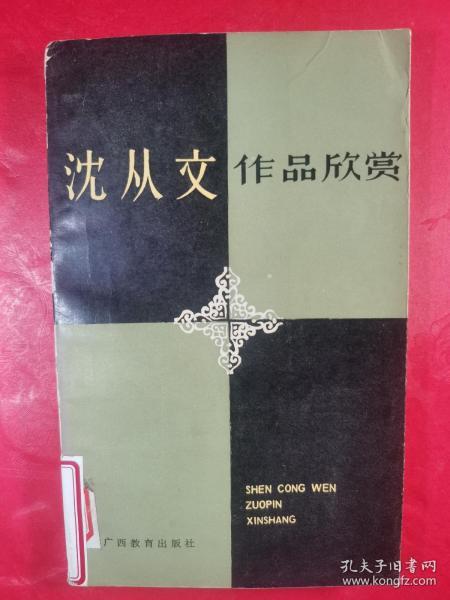 沈从文 作品欣赏
SHEN CONG WEN
ZUOPIN
XINSHANG
广西教育出版社
孔夫子旧书网
www.kongfz.com